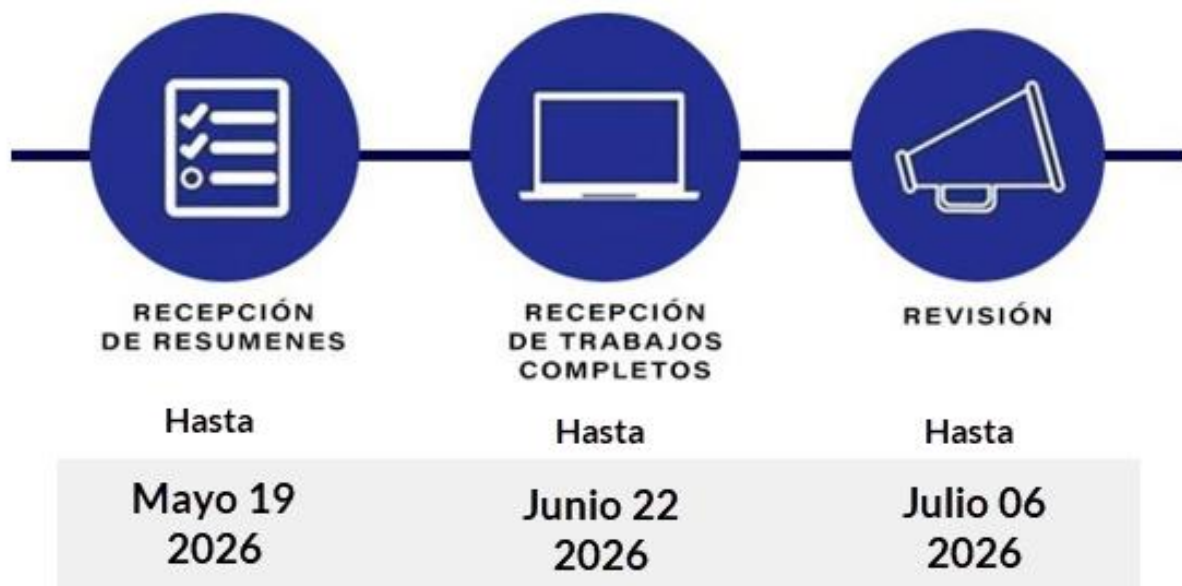 RECEPCIÓN
DE RESUMENES
Hasta
Mayo 19
2026
RECEPCIÓN
DE TRABAJOS
COMPLETOS
Hasta
Junio 22
2026
REVISIÓN
Hasta
Julio 06
2026